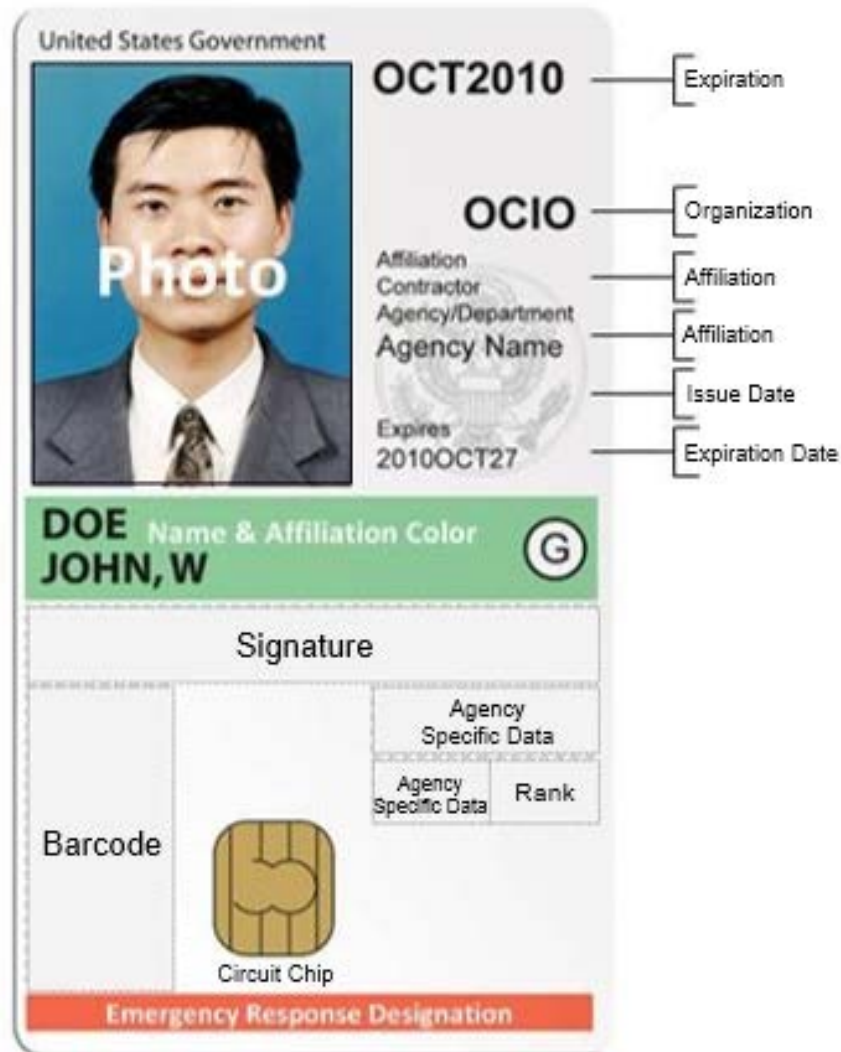 United States Government
Photo
OCT2010
Expiration
OCIO
Organization
Affiliation
Contractor
Affiliation
Agency/Department
Agency Name
Affiliation
Issue Date
Expires
2010OCT27
Expiration Date
DOE Name & Affiliation Color
JOHN, W
G
Signature
Agency
Specific Data
Agency
Specific Data
Rank
Barcode
Circuit Chip
Emergency Response Designation